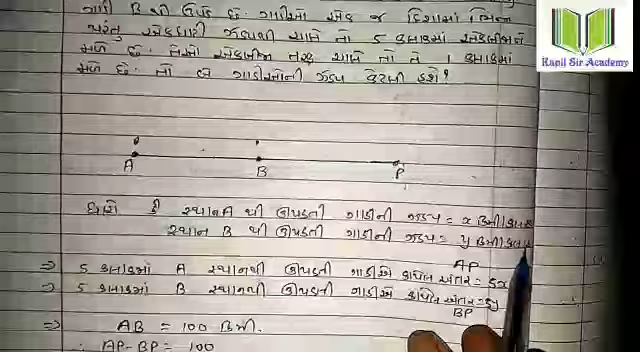 ગાડી B થી ઉપડે છે. ગાડીઓ એક જ દિશામાં ભિન્ન
પરંતુ એકધારી ઝડપથી ચાલે તો 5 કલાકમાં એકબીજાને
મળે છે. તેઓ એકબીજા તરફ ચાલે તો તે 1 કલાકમાં
મળે છે. તો બે ગાડીઓની ઝડપ કેટલી હશે?
Kapil Sir Academy
A B P
ધારો કે સ્થાન A થી ઉપડતી ગાડીની ઝડપ = x કિમી/કલાક
સ્થાન B થી ઉપડતી ગાડીની ઝડપ = y કિમી/કલાક
AP
⇒ 5 કલાકમાં A સ્થાનથી ઉપડતી ગાડીએ કાપેલ અંતર = 5x
⇒ 5 કલાકમાં B સ્થાનથી ઉપડતી ગાડીએ કાપેલ અંતર = 5y
BP
⇒ AB = 100 કિમી.
∴ AP - BP = 100